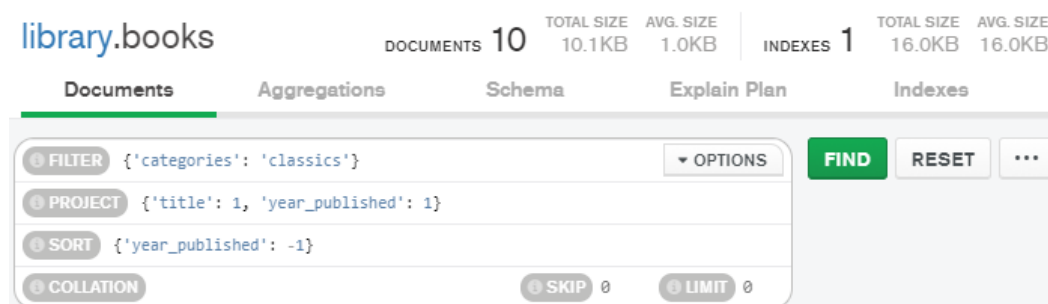 library.books
DOCUMENTS 10 TOTAL SIZE 10.1KB AVG. SIZE 1.0KB INDEXES 1 TOTAL SIZE 16.0KB AVG. SIZE 16.0KB
Documents Aggregations Schema Explain Plan Indexes
FILTER {'categories': 'classics'} OPTIONS FIND RESET ...
PROJECT {'title': 1, 'year_published': 1}
SORT {'year_published': -1}
COLLATION SKIP 0 LIMIT 0